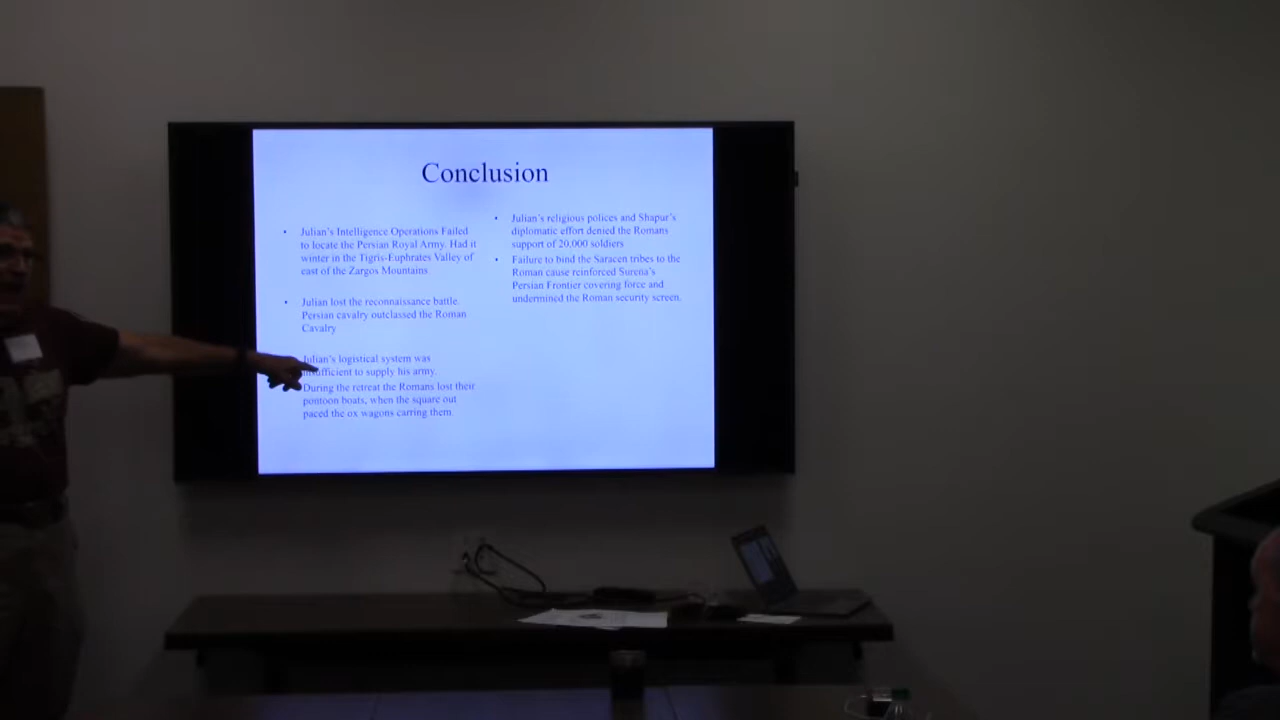 Conclusion
Julian's Intelligence Operations Failed
to locate the Persian Royal Army. Had it
winter in the Tigris-Euphrates Valley of
east of the Zargos Mountains.
Julian lost the reconnaissance battle.
Persian cavalry outclassed the Roman
Cavalry
Julian's logistical system was
insufficient to supply his army.
During the retreat the Romans lost their
pontoon boats, when the square out
paced the ox wagons carring them.
Julian's religious polices and Shapur's
diplomatic effort denied the Romans
support of 20,000 soldiers
Failure to bind the Saracen tribes to the
Roman cause reinforced Surena's
Persian Frontier covering force and
undermined the Roman security screen.